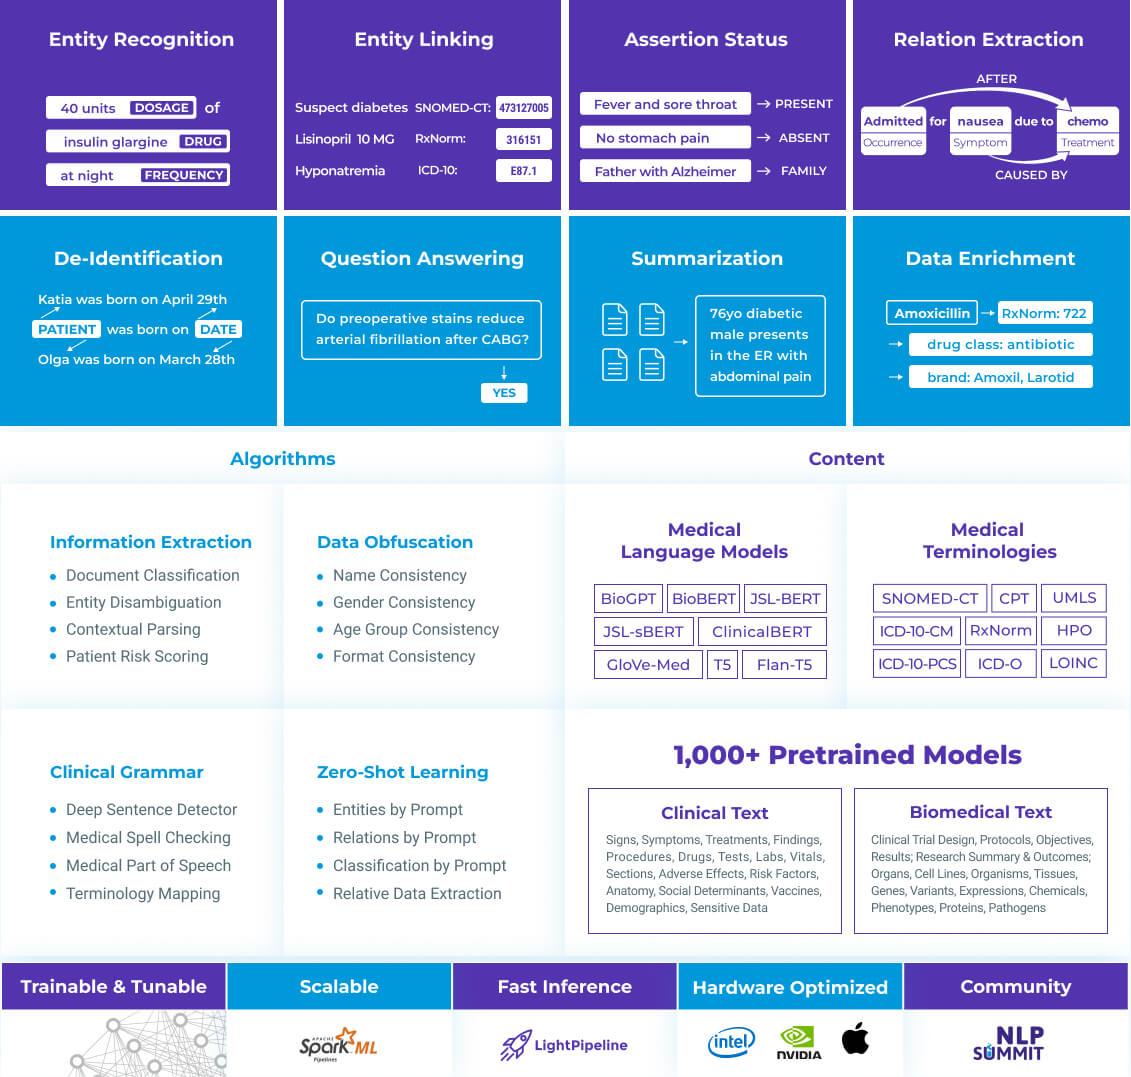 Entity Recognition
40 units DOSAGE of
insulin glargine DRUG
at night FREQUENCY
Entity Linking
Suspect diabetes SNOMED-CT: 473127005
Lisinopril 10 MG RxNorm: 316151
Hyponatremia ICD-10: E87.1
Assertion Status
Fever and sore throat → PRESENT
No stomach pain → ABSENT
Father with Alzheimer → FAMILY
Relation Extraction
AFTER
Admitted for nausea due to chemo
Occurrence Symptom Treatment
CAUSED BY
De-Identification
Katia was born on April 29th
PATIENT was born on DATE
Olga was born on March 28th
Question Answering
Do preoperative stains reduce
arterial fibrillation after CABG?
YES
Summarization
76yo diabetic
male presents
in the ER with
abdominal pain
Data Enrichment
Amoxicillin → RxNorm: 722
→ drug class: antibiotic
→ brand: Amoxil, Larotid
Algorithms
Content
Information Extraction
• Document Classification
• Entity Disambiguation
• Contextual Parsing
• Patient Risk Scoring
Data Obfuscation
• Name Consistency
• Gender Consistency
• Age Group Consistency
• Format Consistency
Medical
Language Models
BioGPT BioBERT JSL-BERT
JSL-sBERT ClinicalBERT
GloVe-Med T5 Flan-T5
Medical
Terminologies
SNOMED-CT CPT UMLS
ICD-10-CM RxNorm HPO
ICD-10-PCS ICD-O LOINC
Clinical Grammar
• Deep Sentence Detector
• Medical Spell Checking
• Medical Part of Speech
• Terminology Mapping
Zero-Shot Learning
• Entities by Prompt
• Relations by Prompt
• Classification by Prompt
• Relative Data Extraction
1,000+ Pretrained Models
Clinical Text
Signs, Symptoms, Treatments, Findings,
Procedures, Drugs, Tests, Labs, Vitals,
Sections, Adverse Effects, Risk Factors,
Anatomy, Social Determinants, Vaccines,
Demographics, Sensitive Data
Biomedical Text
Clinical Trial Design, Protocols, Objectives,
Results; Research Summary & Outcomes;
Organs, Cell Lines, Organisms, Tissues,
Genes, Variants, Expressions, Chemicals,
Phenotypes, Proteins, Pathogens
Trainable & Tunable
Scalable
APACHE
Spark ML
Pipelines
Fast Inference
LightPipeline
Hardware Optimized
intel
NVIDIA
Community
NLP
SUMMIT